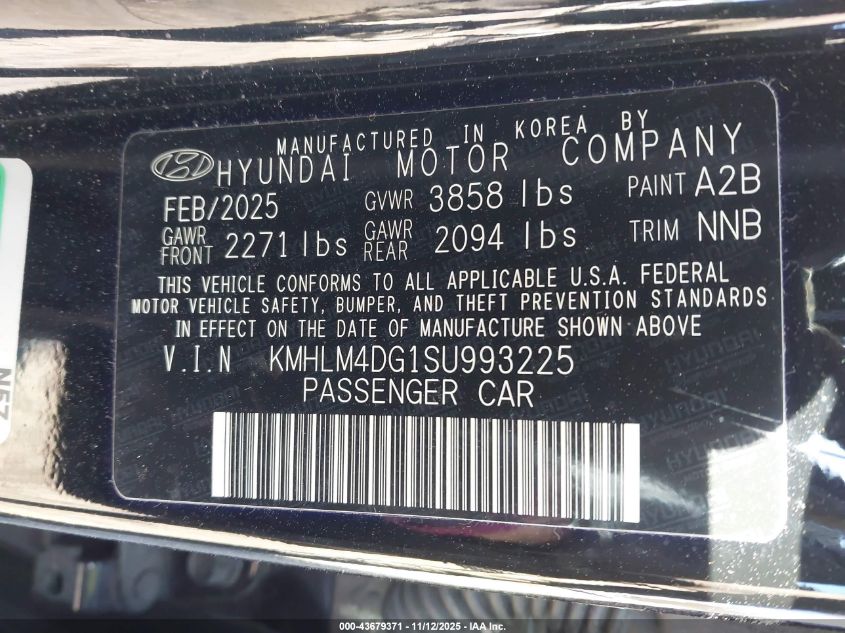 MANUFACTURED IN KOREA BY
HYUNDAI MOTOR COMPANY
FEB/2025 GVWR 3858 lbs PAINT A2B
GAWR FRONT 2271 lbs GAWR REAR 2094 lbs TRIM NNB
THIS VEHICLE CONFORMS TO ALL APPLICABLE U.S.A. FEDERAL
MOTOR VEHICLE SAFETY, BUMPER, AND THEFT PREVENTION STANDARDS
IN EFFECT ON THE DATE OF MANUFACTURE SHOWN ABOVE
V.I.N KMHLM4DG1SU993225
PASSENGER CAR
N57
000-43679371 - 11/12/2025 - IAA Inc.